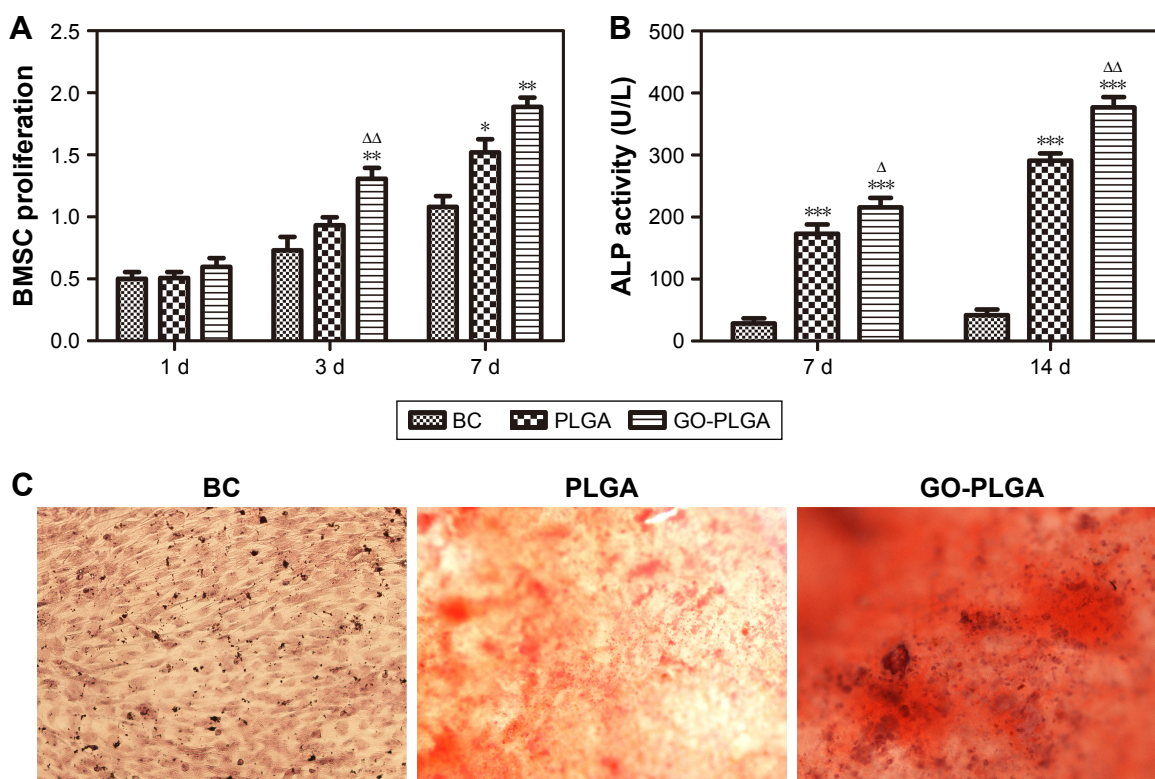 A
BMSC proliferation
2.5
2.0
1.5
1.0
0.5
0.0
ΔΔ
**
*
**
1 d
3 d
7 d
B
ALP activity (U/L)
500
400
300
200
100
0
***
Δ
***
***
ΔΔ
***
7 d
14 d
BC PLGA GO-PLGA
C
BC PLGA GO-PLGA